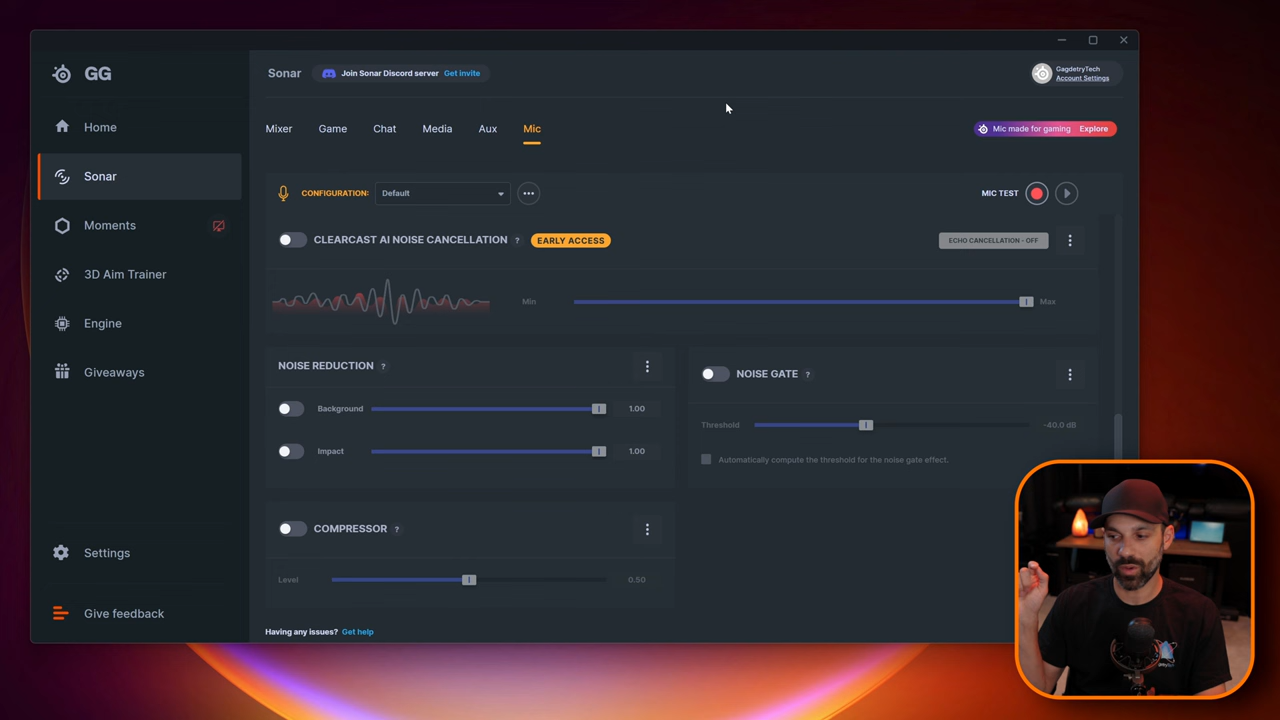 GG
Sonar
Join Sonar Discord server Get invite
GagdetryTech
Account Settings
Home
Sonar
Moments
3D Aim Trainer
Engine
Giveaways
Settings
Give feedback
Mixer Game Chat Media Aux Mic
Mic made for gaming Explore
CONFIGURATION: Default
MIC TEST
CLEARCAST AI NOISE CANCELLATION ? EARLY ACCESS
ECHO CANCELLATION - OFF
Min Max
NOISE REDUCTION ?
Background 1.00
Impact 1.00
NOISE GATE ?
Threshold -40.0 dB
Automatically compute the threshold for the noise gate effect.
COMPRESSOR ?
Level 0.50
Having any issues? Get help